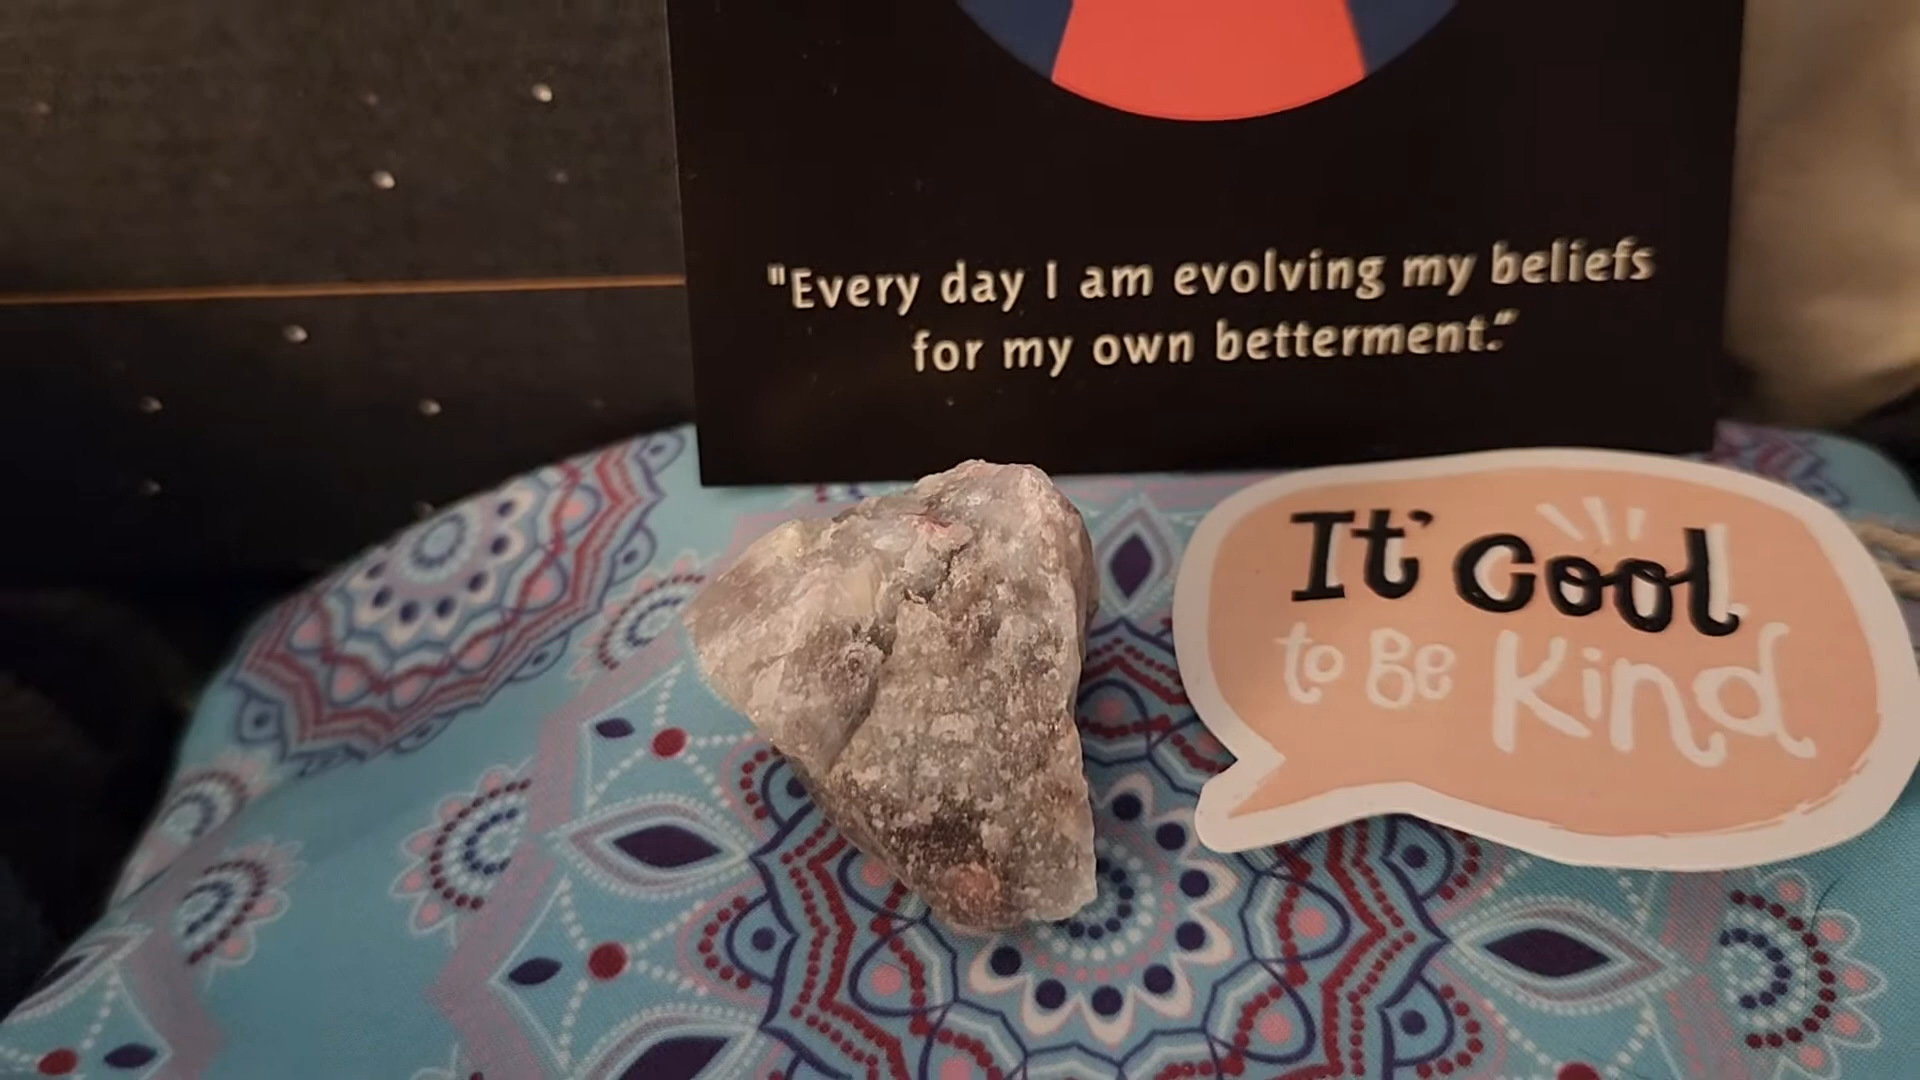 "Every day I am evolving my beliefs
for my own betterment."
It' Cool
to Be Kind